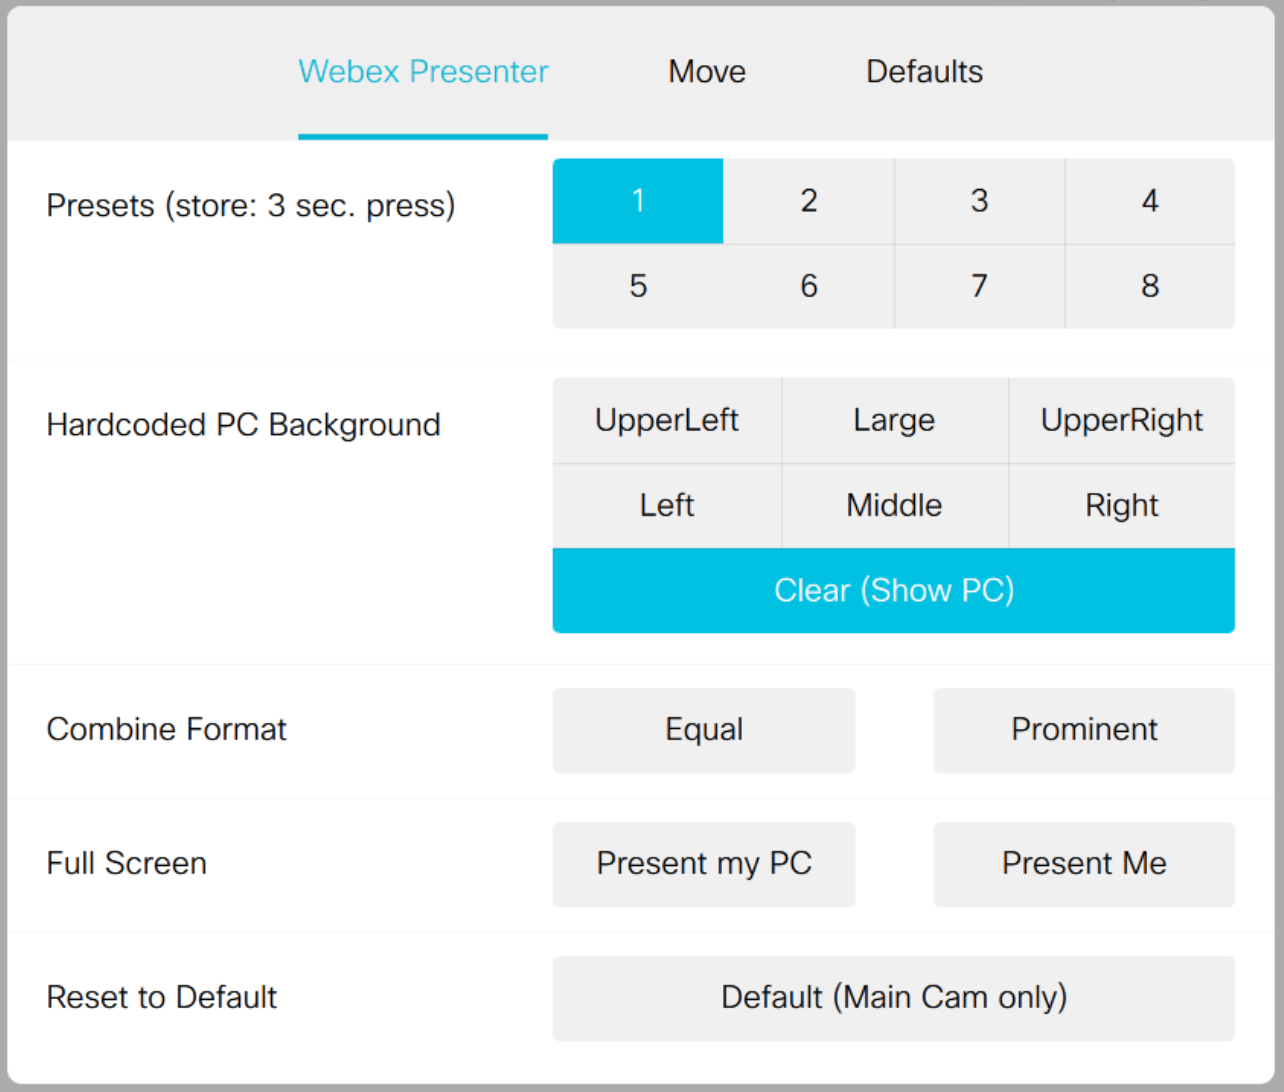 Webex Presenter Move Defaults
Presets (store: 3 sec. press) 1 2 3 4
5 6 7 8
Hardcoded PC Background UpperLeft Large UpperRight
Left Middle Right
Clear (Show PC)
Combine Format Equal Prominent
Full Screen Present my PC Present Me
Reset to Default Default (Main Cam only)